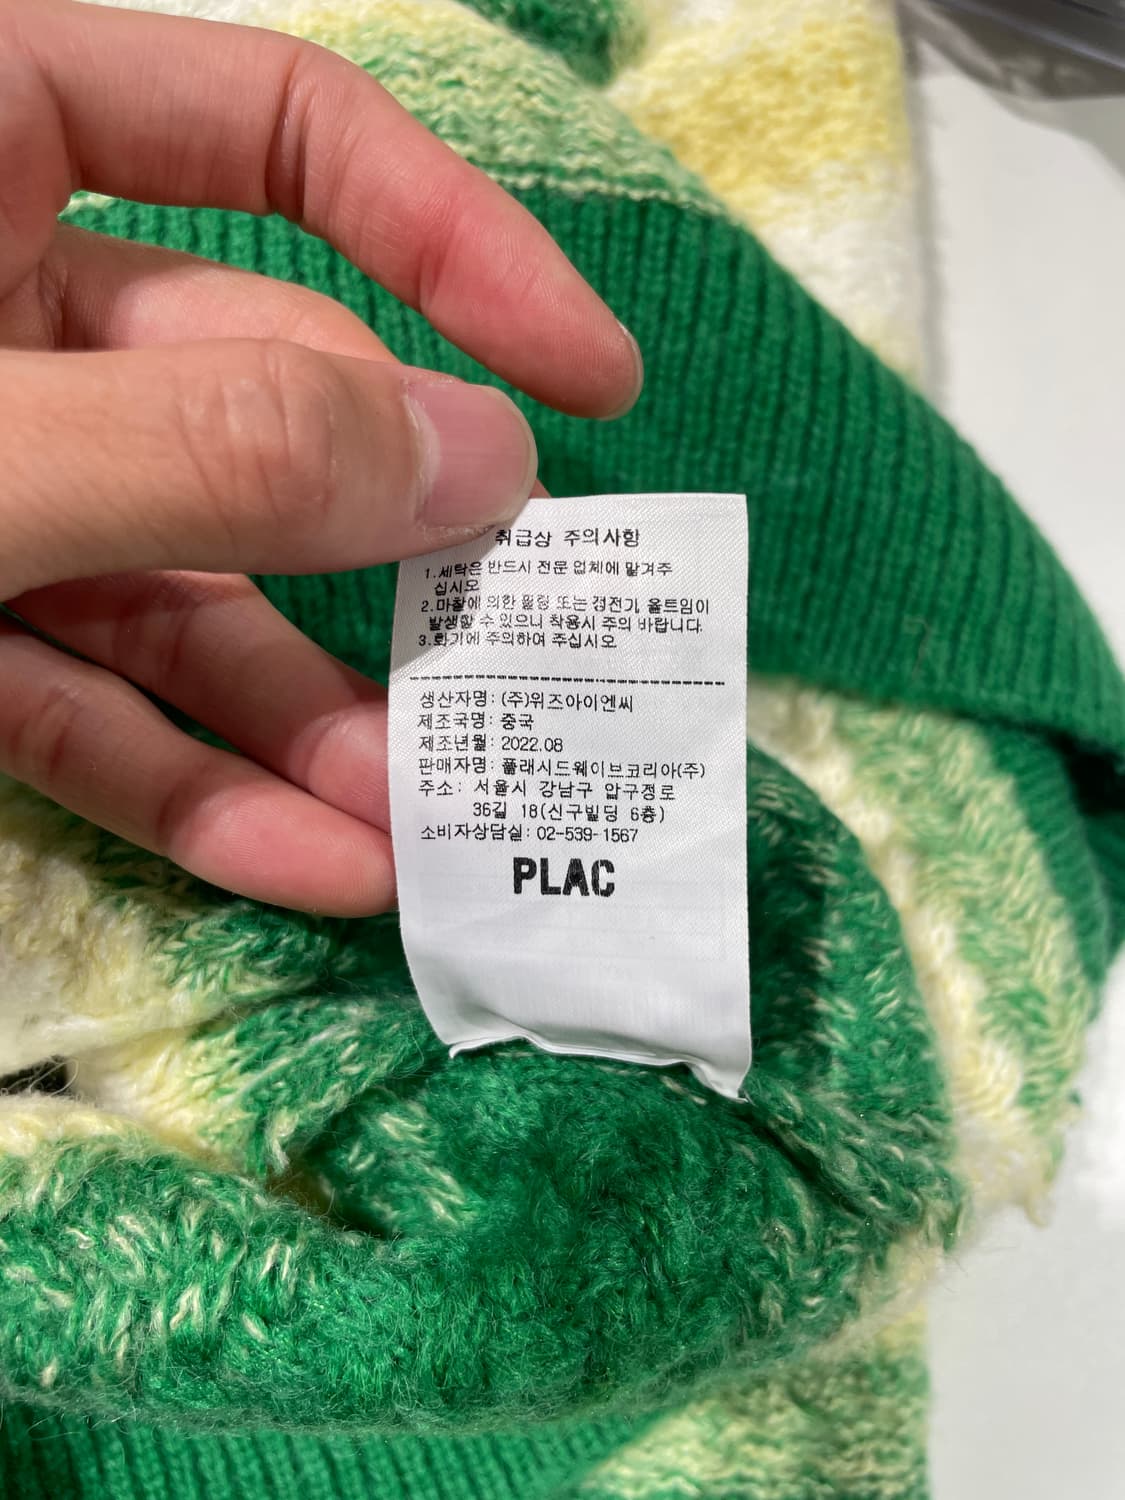 취급상 주의사항
1.세탁은 반드시 전문 업체에 맡겨주
십시오
2.마찰에 의한 필링 또는 정전기, 올트임이
발생할 수 있으니 착용시 주의 바랍니다.
3.화기에 주의하여 주십시오
생산자명: (주)위즈아이엔씨
제조국명: 중국
제조년월: 2022.08
판매자명: 플래시드웨이브코리아(주)
주소: 서울시 강남구 압구정로
36길 18(신구빌딩 6층)
소비자상담실: 02-539-1567
PLAC